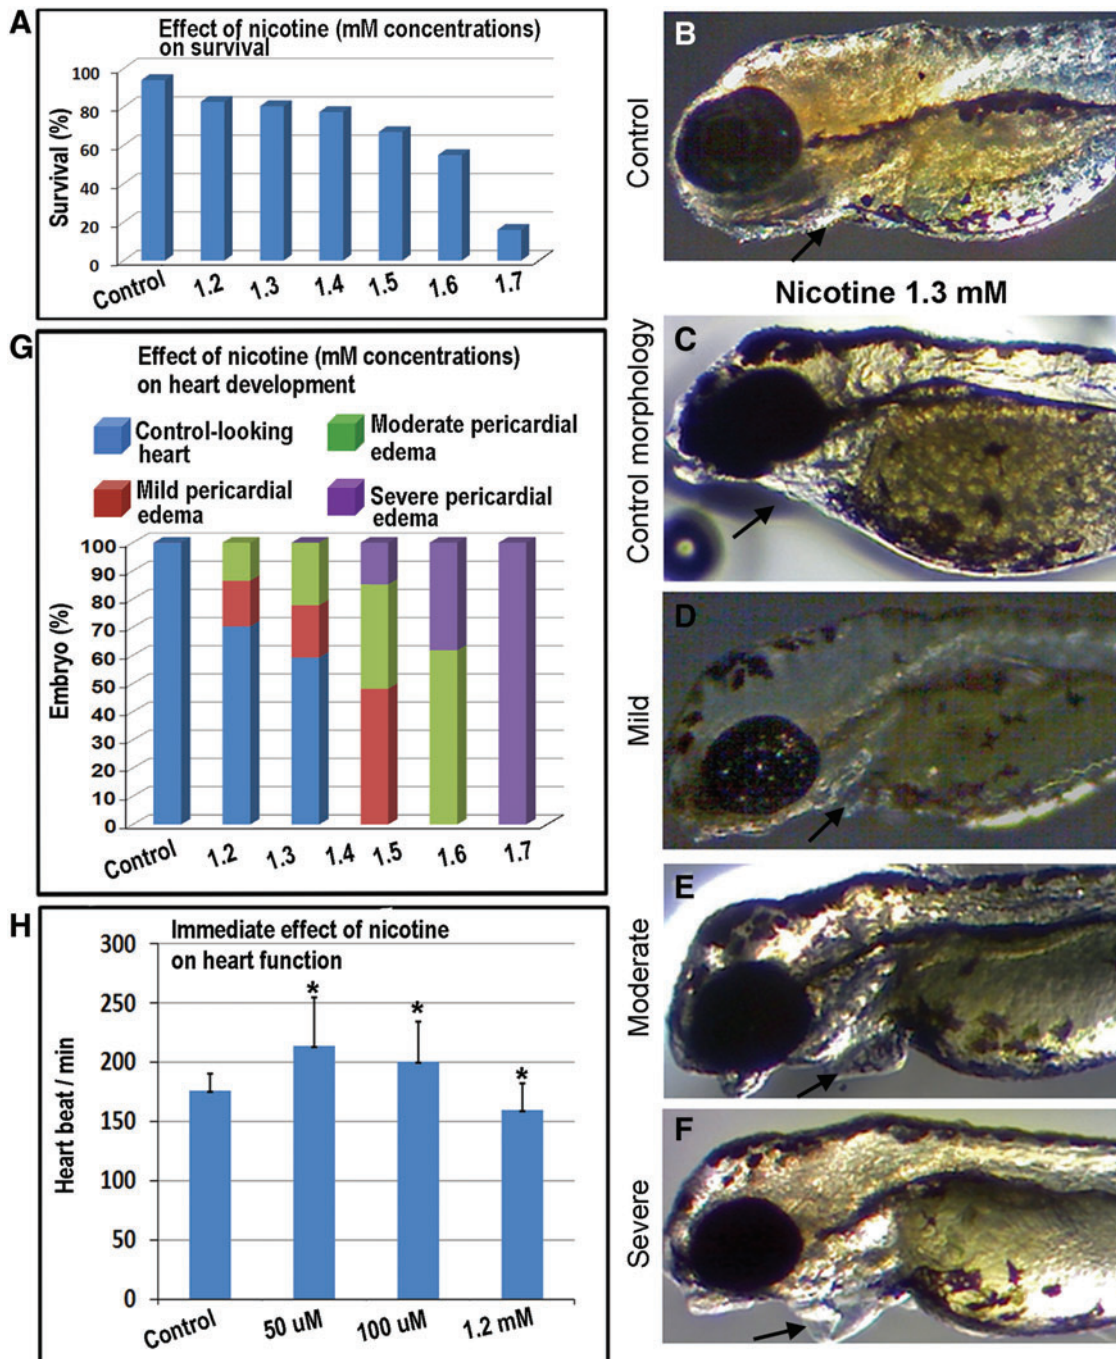 A
Effect of nicotine (mM concentrations)
on survival
Survival (%)
100
80
60
40
20
0
Control 1.2 1.3 1.4 1.5 1.6 1.7
G
Effect of nicotine (mM concentrations)
on heart development
Control-looking
heart
Moderate pericardial
edema
Mild pericardial
edema
Severe pericardial
edema
Embryo (%)
100
90
80
70
60
50
40
30
20
10
0
Control 1.2 1.3 1.4 1.5 1.6 1.7
H
Immediate effect of nicotine
on heart function
Heart beat / min
300
250
200
150
100
50
0
* * *
Control 50 uM 100 uM 1.2 mM
B
Control
Nicotine 1.3 mM
C
Control morphology
D
Mild
E
Moderate
F
Severe